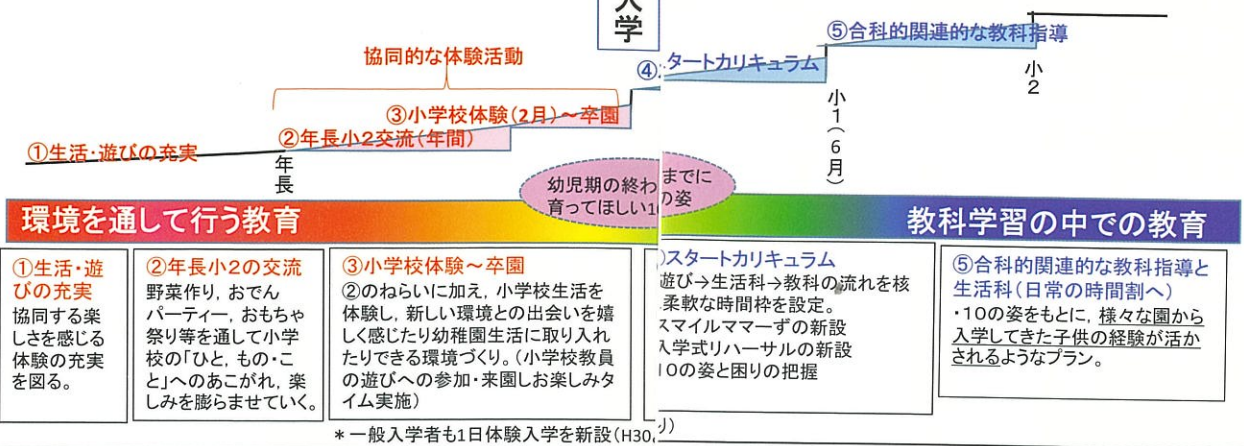 入
学
⑤合科的関連的な教科指導
協同的な体験活動
④
タートカリキュラム
小2
③小学校体験(2月)~卒園
小1(6月)
②年長小2交流(年間)
①生活・遊びの充実
年長
幼児期の終わ
までに
育ってほしい1
の姿
環境を通して行う教育
教科学習の中での教育
①生活・遊
びの充実
協同する楽
しさを感じる
体験の充実
を図る。
②年長小2の交流
野菜作り,おでん
パーティー,おもちゃ
祭り等を通して小学
校の「ひと,もの・こ
と」へのあこがれ,楽
しみを膨らませていく。
③小学校体験~卒園
②のねらいに加え,小学校生活を
体験し,新しい環境との出会いを嬉
しく感じたり幼稚園生活に取り入れ
たりできる環境づくり。(小学校教員
の遊びへの参加・来園しお楽しみタ
イム実施)
スタートカリキュラム
遊び→生活科→教科の流れを核
柔軟な時間枠を設定。
スマイルママーずの新設
入学式リハーサルの新設
10の姿と困りの把握
⑤合科的関連的な教科指導と
生活科(日常の時間割へ)
・10の姿をもとに,様々な園から
入学してきた子供の経験が活か
されるようなプラン。
*一般入学者も1日体験入学を新設(H30
り)